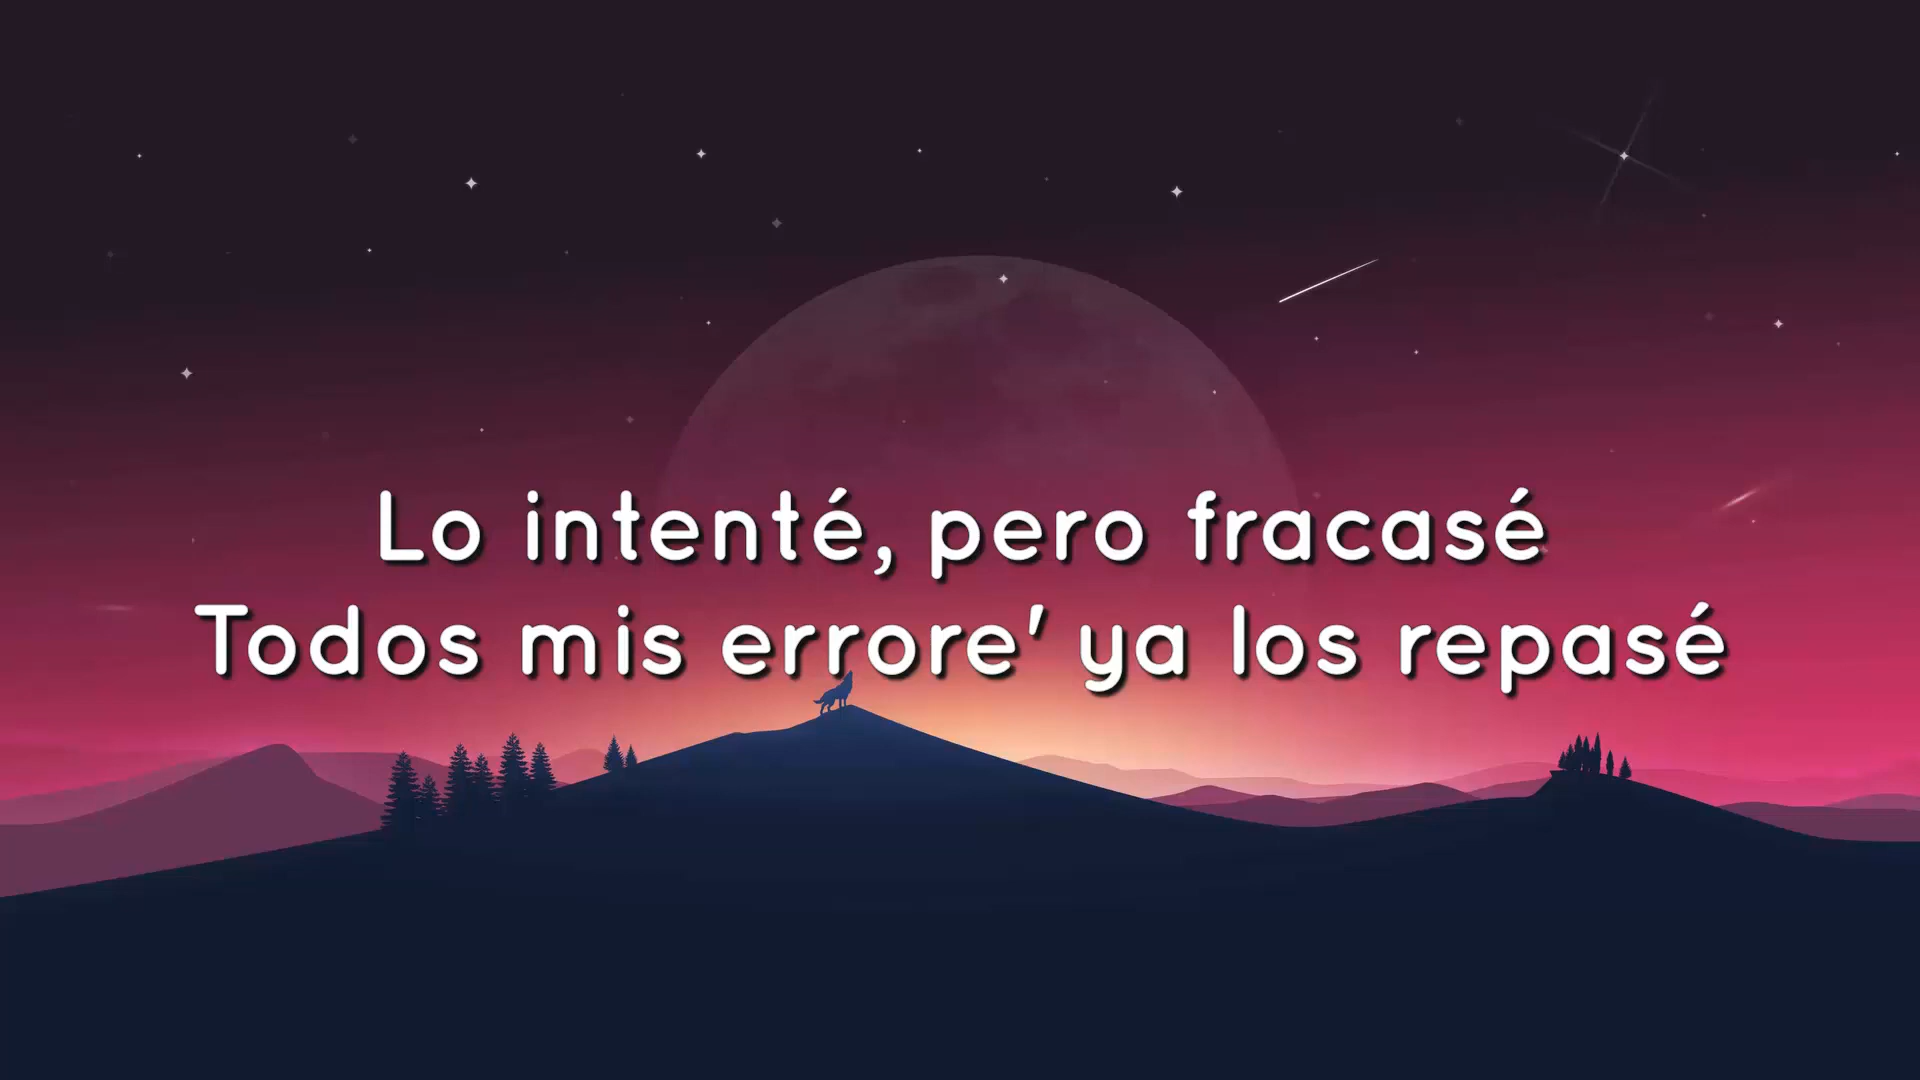 Lo intenté, pero fracasé
Todos mis errore' ya los repasé